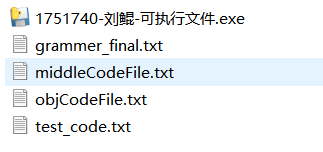 1751740-刘鲲-可执行文件.exe
grammer_final.txt
middleCodeFile.txt
objCodeFile.txt
test_code.txt